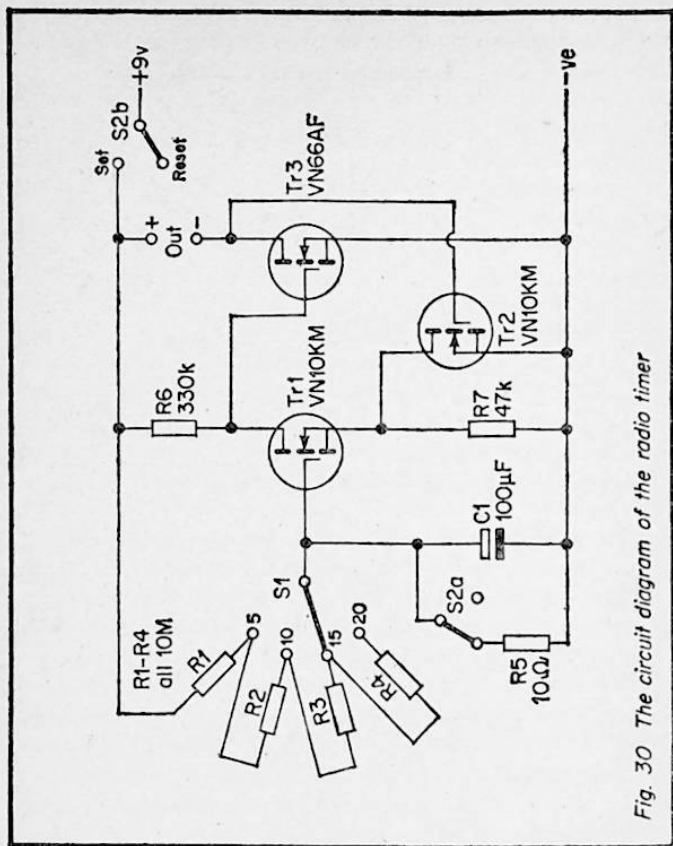 R1-R4
all 10M
R1
5
R2
10
R3
15
R4
20
S1
R6
330k
Tr1
VN10KM
Set
S2b
+9v
Reset
+
Out
-
Tr3
VN66AF
S2a
R5
10Ω
C1
100µF
R7
47k
Tr2
VN10KM
-ve
Fig. 30 The circuit diagram of the radio timer